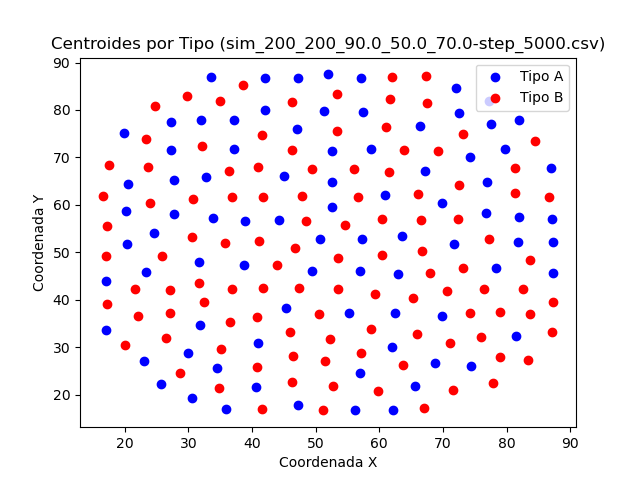 Centroides por Tipo (sim_200_200_90.0_50.0_70.0-step_5000.csv)
Tipo A
Tipo B
90
80
70
60
50
40
30
20
Coordenada Y
20 30 40 50 60 70 80 90
Coordenada X